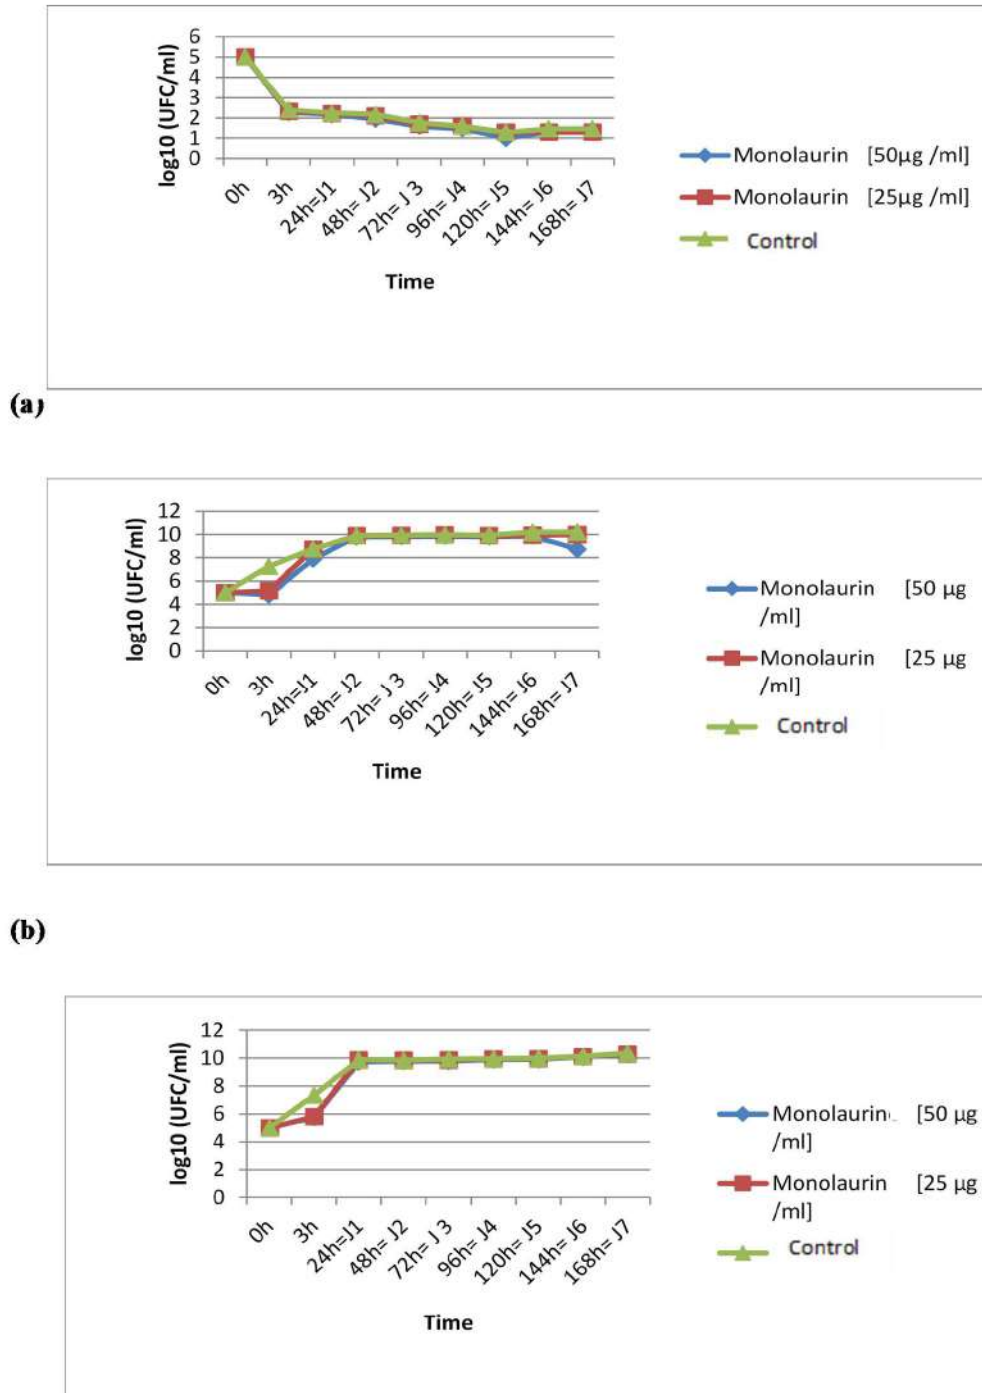 log10 (UFC/ml)
6
5
4
3
2
1
0
0h
3h
24h=J1
48h= J2
72h= J 3
96h= J4
120h= J5
144h= J6
168h= J7
Time
Monolaurin [50µg /ml]
Monolaurin [25µg /ml]
Control
(a)
log10 (UFC/ml)
12
10
8
6
4
2
0
0h
3h
24h=J1
48h= J2
72h= J 3
96h= J4
120h= J5
144h= J6
168h= J7
Time
Monolaurin [50 µg
/ml]
Monolaurin [25 µg
/ml]
Control
(b)
log10 (UFC/ml)
12
10
8
6
4
2
0
0h
3h
24h=J1
48h= J2
72h= J 3
96h= J4
120h= J5
144h= J6
168h= J7
Time
Monolaurin [50 µg
/ml]
Monolaurin [25 µg
/ml]
Control